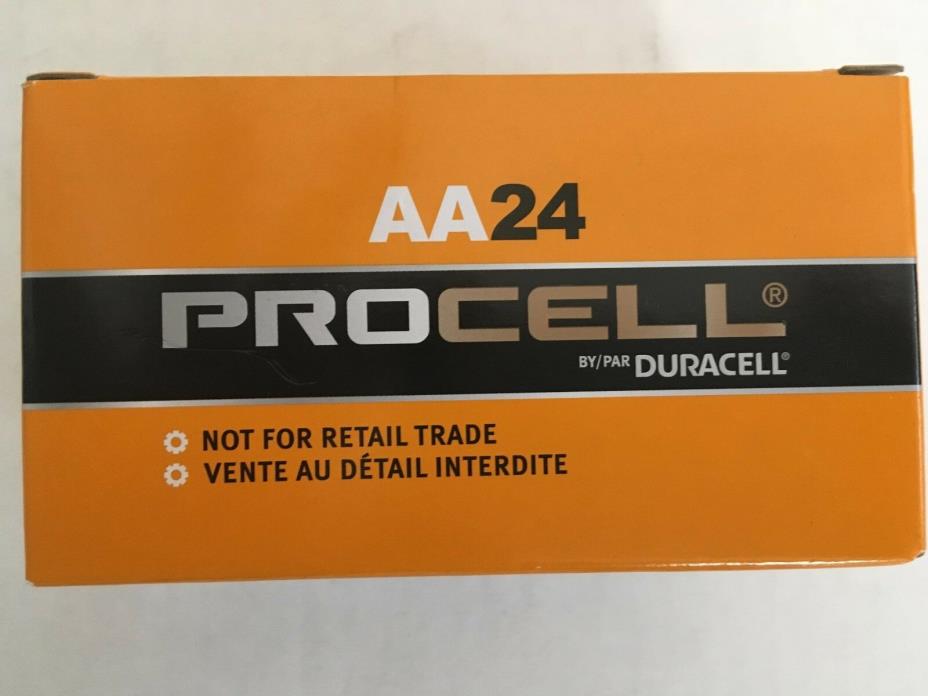 AA24
PROCELL®
BY/PAR DURACELL®
NOT FOR RETAIL TRADE
VENTE AU DÉTAIL INTERDITE